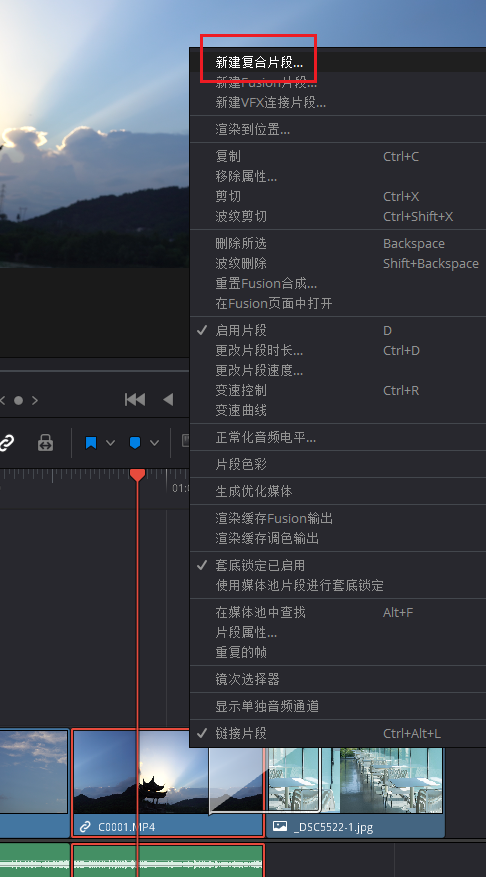 新建复合片段...
新建Fusion片段...
新建VFX连接片段...
渲染到位置...
复制 Ctrl+C
移除属性...
剪切 Ctrl+X
波纹剪切 Ctrl+Shift+X
删除所选 Backspace
波纹删除 Shift+Backspace
重置Fusion合成...
在Fusion页面中打开
启用片段 D
更改片段时长... Ctrl+D
更改片段速度...
变速控制 Ctrl+R
变速曲线
正常化音频电平...
片段色彩
生成优化媒体
渲染缓存Fusion输出
渲染缓存调色输出
套底锁定已启用
使用媒体池片段进行套底锁定
在媒体池中查找 Alt+F
片段属性...
重复的帧
镜次选择器
显示单独音频通道
链接片段 Ctrl+Alt+L
C0001.MP4
_DSC5522-1.jpg